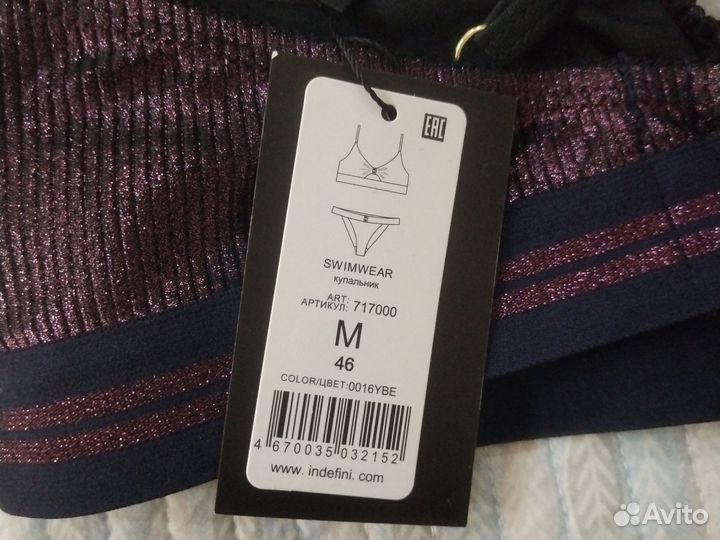 EAC
SWIMWEAR
купальник
ART:
АРТИКУЛ: 717000
M
46
COLOR/ЦВЕТ:0016YBE
4 670035 032152
www. indefini. com
Avito